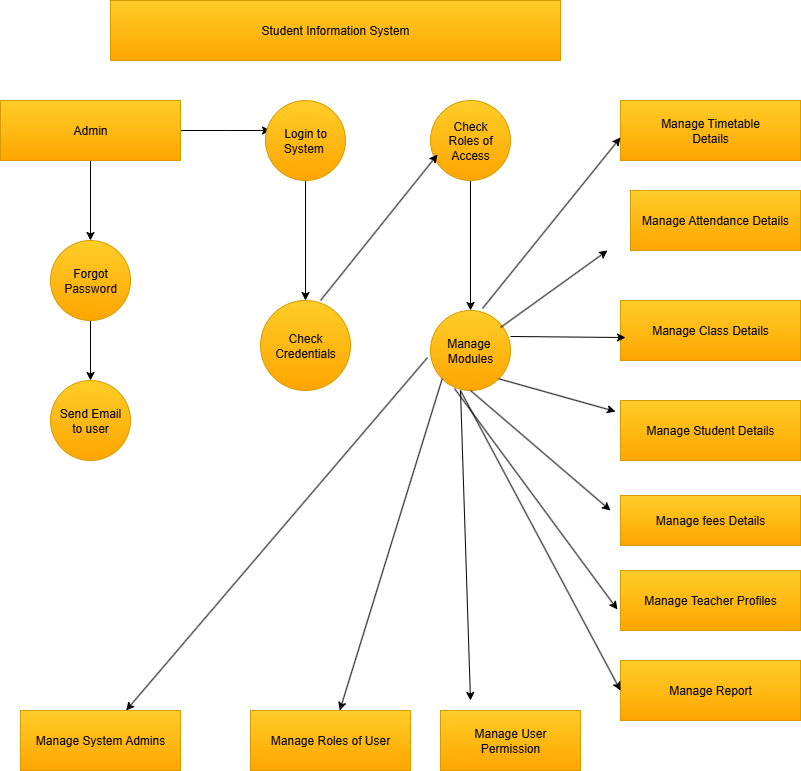 Student Information System
Admin
Login to
System
Check
Roles of
Access
Manage Timetable
Details
Manage Attendance Details
Forgot
Password
Check
Credentials
Manage
Modules
Manage Class Details
Send Email
to user
Manage Student Details
Manage fees Details
Manage Teacher Profiles
Manage Report
Manage System Admins
Manage Roles of User
Manage User
Permission